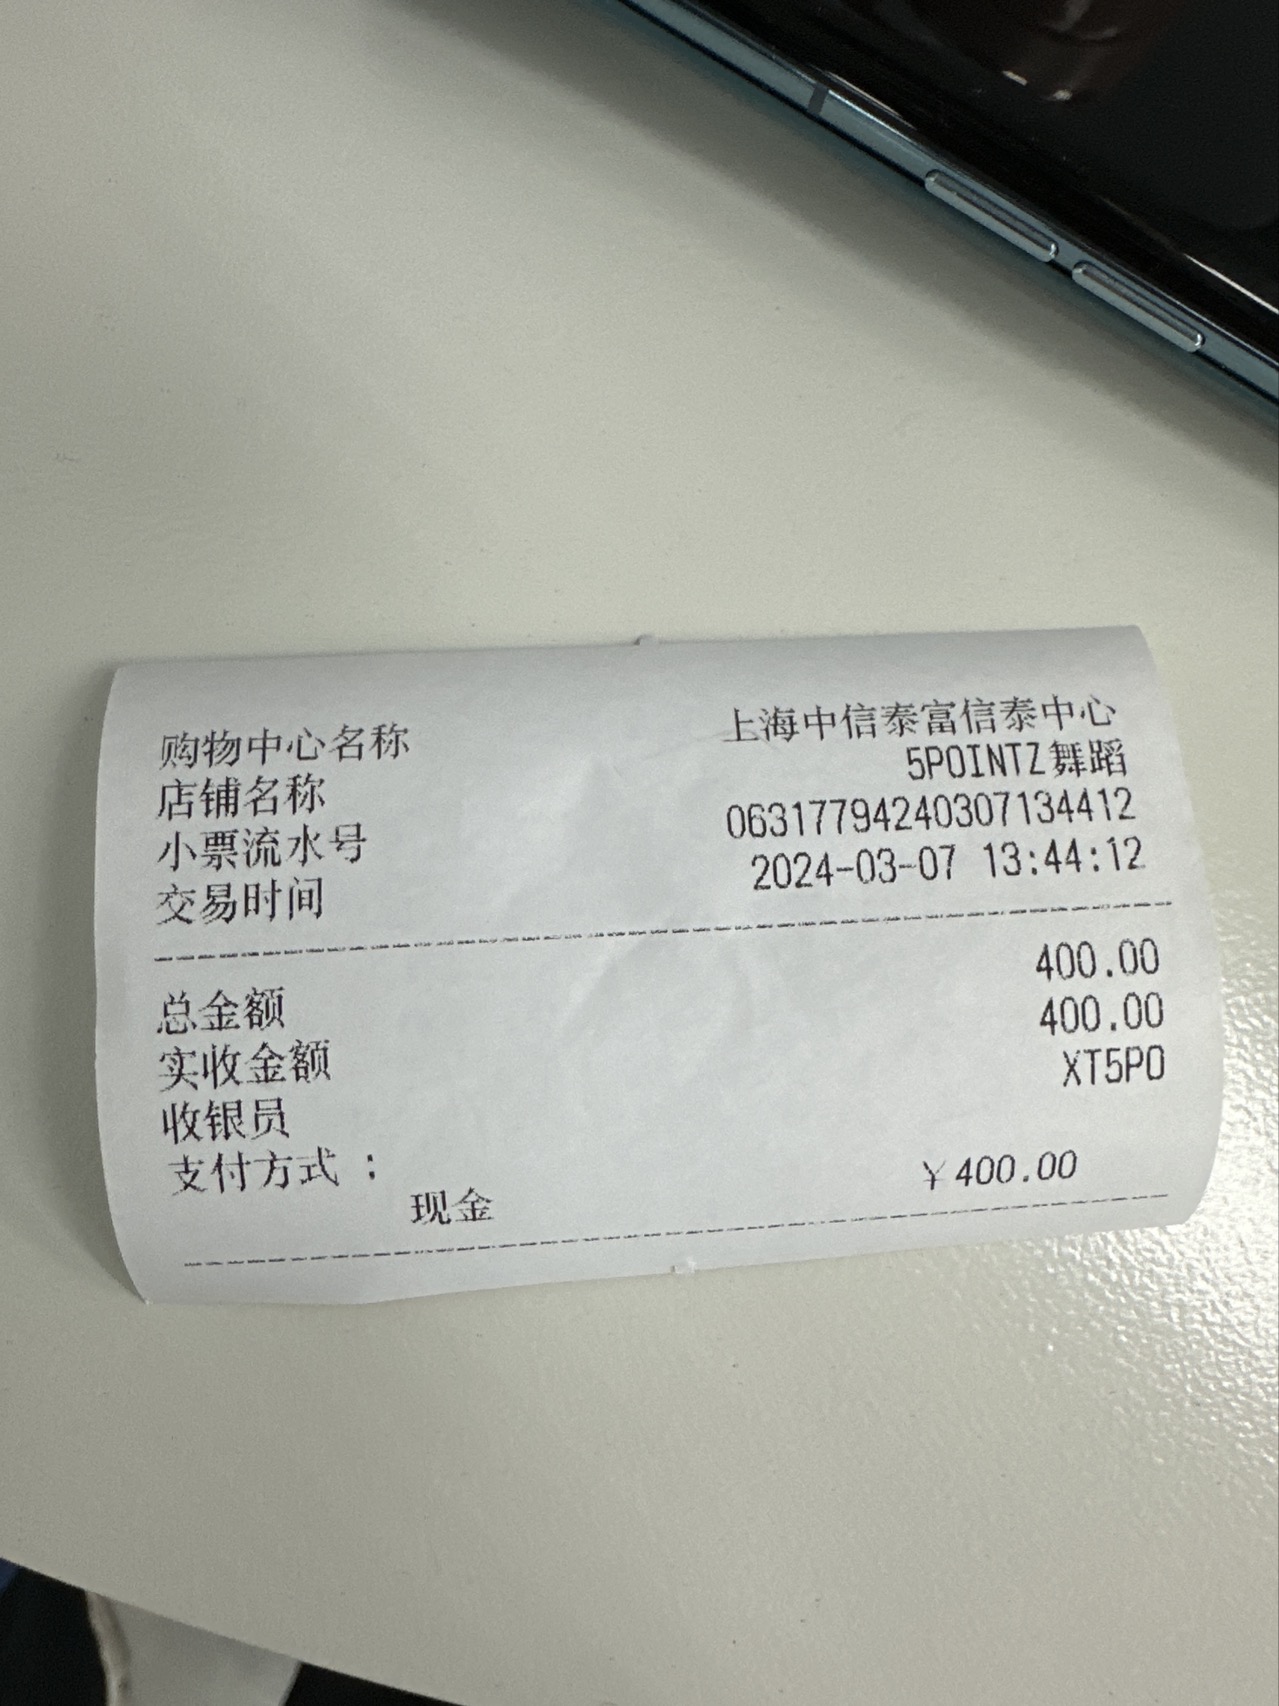 购物中心名称 上海中信泰富信泰中心
店铺名称 5POINTZ舞蹈
小票流水号 06317794240307134412
交易时间 2024-03-07 13:44:12
总金额 400.00
实收金额 400.00
收银员 XT5PO
支付方式 :
现金 ￥400.00